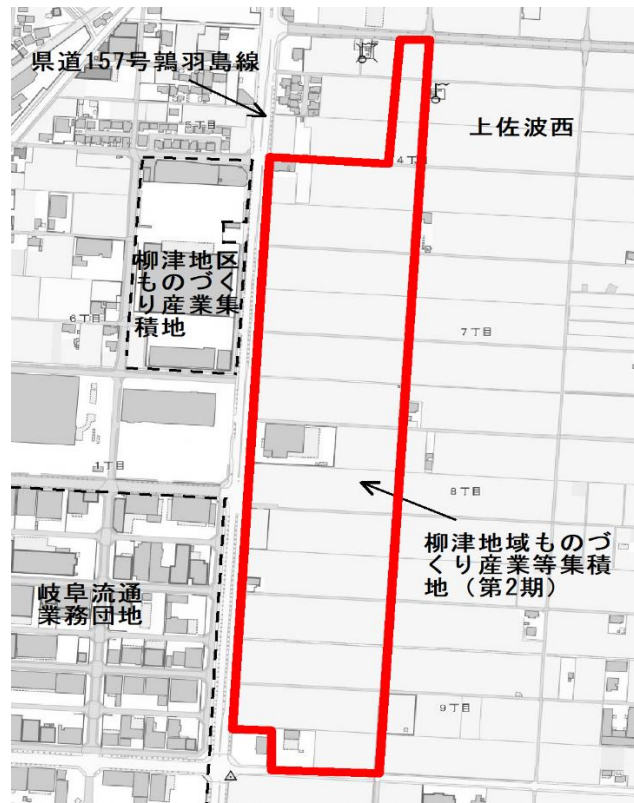 県道157号鶉羽島線
上佐波西
5丁目
4丁目
柳津地区
ものづく
り産業集
積地
6丁目
7丁目
1丁目
8丁目
柳津地域ものづ
くり産業等集積
地（第2期）
岐阜流通
業務団地
9丁目